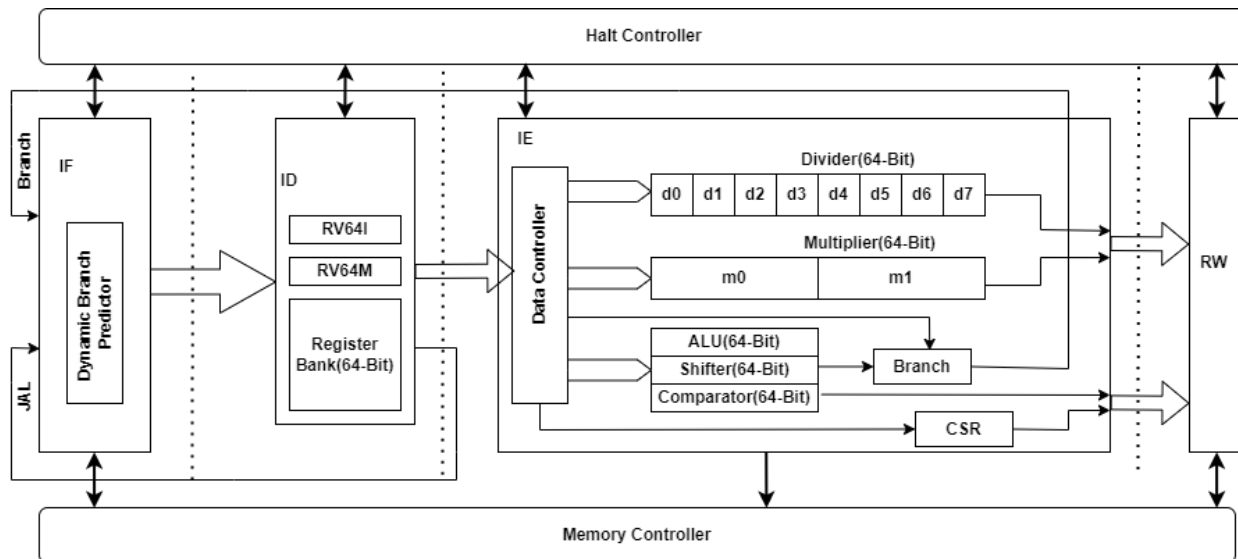 Halt Controller
Branch
IF
Dynamic Branch
Predictor
JAL
ID
RV64I
RV64M
Register
Bank(64-Bit)
IE
Data Controller
Divider(64-Bit)
d0 d1 d2 d3 d4 d5 d6 d7
Multiplier(64-Bit)
m0 m1
ALU(64-Bit)
Shifter(64-Bit)
Comparator(64-Bit)
Branch
CSR
RW
Memory Controller